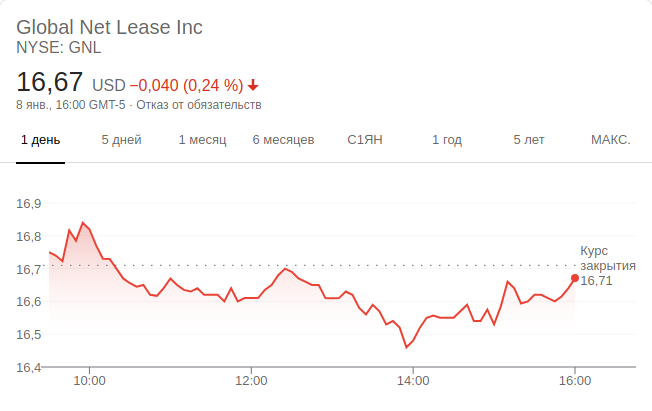 Global Net Lease Inc
NYSE: GNL
16,67 USD −0,040 (0,24 %)
8 янв., 16:00 GMT-5 · Отказ от обязательств
1 день 5 дней 1 месяц 6 месяцев С1ЯН 1 год 5 лет МАКС.
16,9
16,8
Курс
закрытия
16,7
16,71
16,6
16,5
16,4
10:00 12:00 14:00 16:00